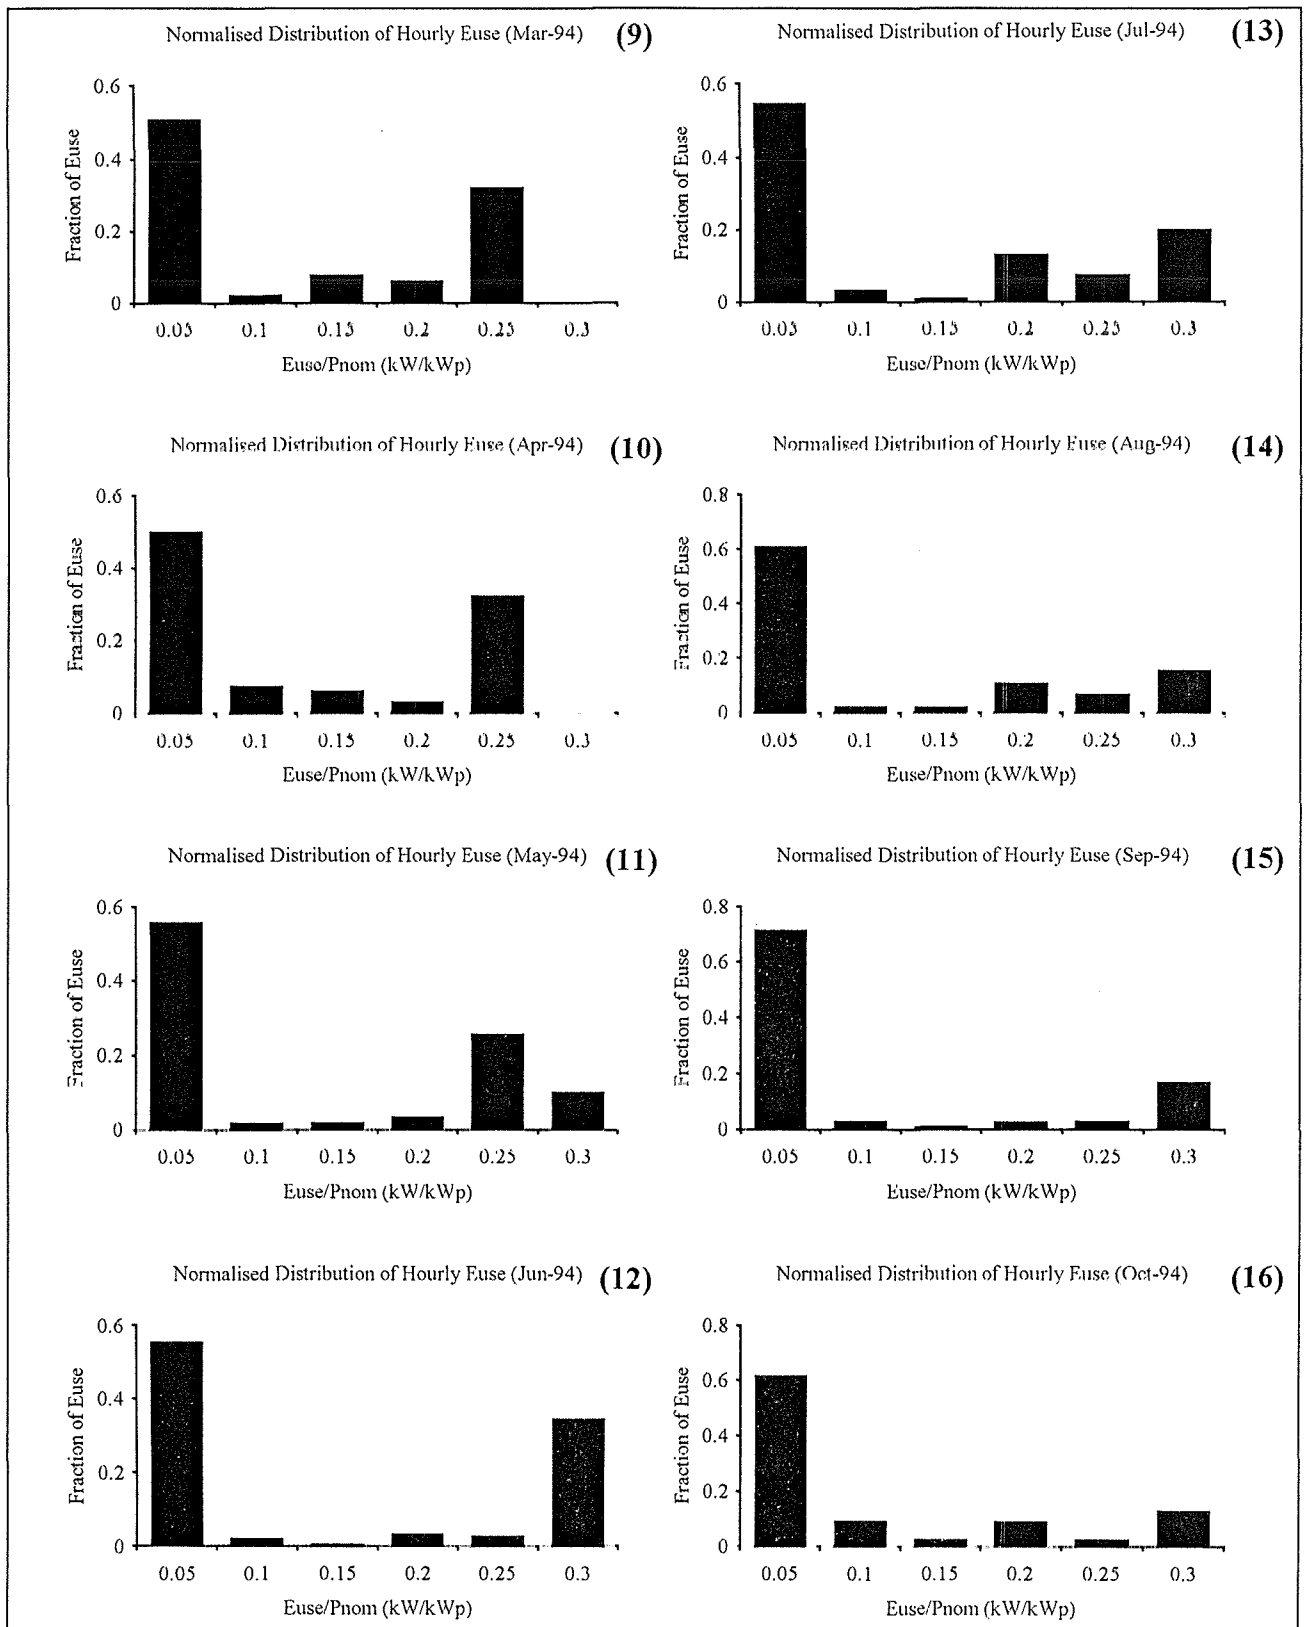 Normalised Distribution of Hourly Euse (Mar-94) (9)
0.6
0.4
0.2
0
Fraction of Euse
0.05 0.1 0.15 0.2 0.25 0.3
Euse/Pnom (kW/kWp)
Normalised Distribution of Hourly Euse (Apr-94) (10)
0.6
0.4
0.2
0
Fraction of Euse
0.05 0.1 0.15 0.2 0.25 0.3
Euse/Pnom (kW/kWp)
Normalised Distribution of Hourly Euse (May-94) (11)
0.6
0.4
0.2
0
Fraction of Euse
0.05 0.1 0.15 0.2 0.25 0.3
Euse/Pnom (kW/kWp)
Normalised Distribution of Hourly Euse (Jun-94) (12)
0.6
0.4
0.2
0
Fraction of Euse
0.05 0.1 0.15 0.2 0.25 0.3
Euse/Pnom (kW/kWp)
Normalised Distribution of Hourly Euse (Jul-94) (13)
0.6
0.4
0.2
0
Fraction of Euse
0.05 0.1 0.15 0.2 0.25 0.3
Euse/Pnom (kW/kWp)
Normalised Distribution of Hourly Euse (Aug-94) (14)
0.8
0.6
0.4
0.2
0
Fraction of Euse
0.05 0.1 0.15 0.2 0.25 0.3
Euse/Pnom (kW/kWp)
Normalised Distribution of Hourly Euse (Sep-94) (15)
0.8
0.6
0.4
0.2
0
Fraction of Euse
0.05 0.1 0.15 0.2 0.25 0.3
Euse/Pnom (kW/kWp)
Normalised Distribution of Hourly Euse (Oct-94) (16)
0.8
0.6
0.4
0.2
0
Fraction of Euse
0.05 0.1 0.15 0.2 0.25 0.3
Euse/Pnom (kW/kWp)